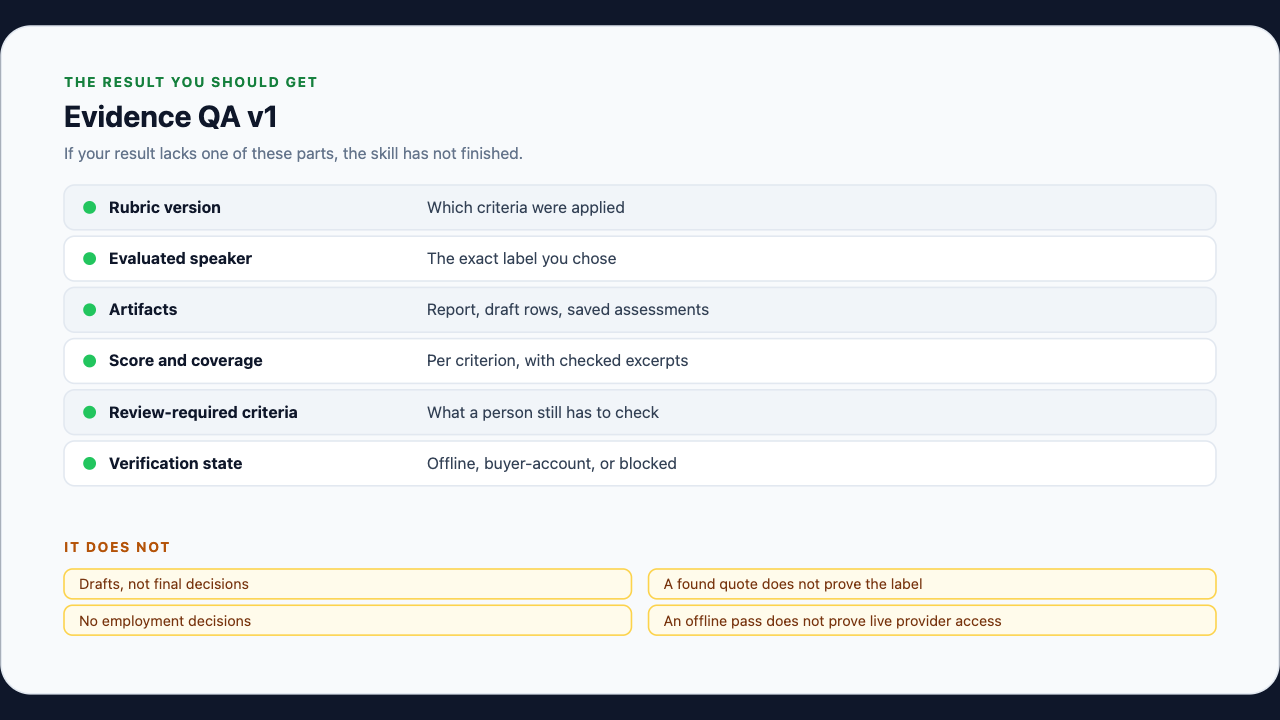 THE RESULT YOU SHOULD GET
Evidence QA v1
If your result lacks one of these parts, the skill has not finished.
Rubric version Which criteria were applied
Evaluated speaker The exact label you chose
Artifacts Report, draft rows, saved assessments
Score and coverage Per criterion, with checked excerpts
Review-required criteria What a person still has to check
Verification state Offline, buyer-account, or blocked
IT DOES NOT
Drafts, not final decisions A found quote does not prove the label
No employment decisions An offline pass does not prove live provider access